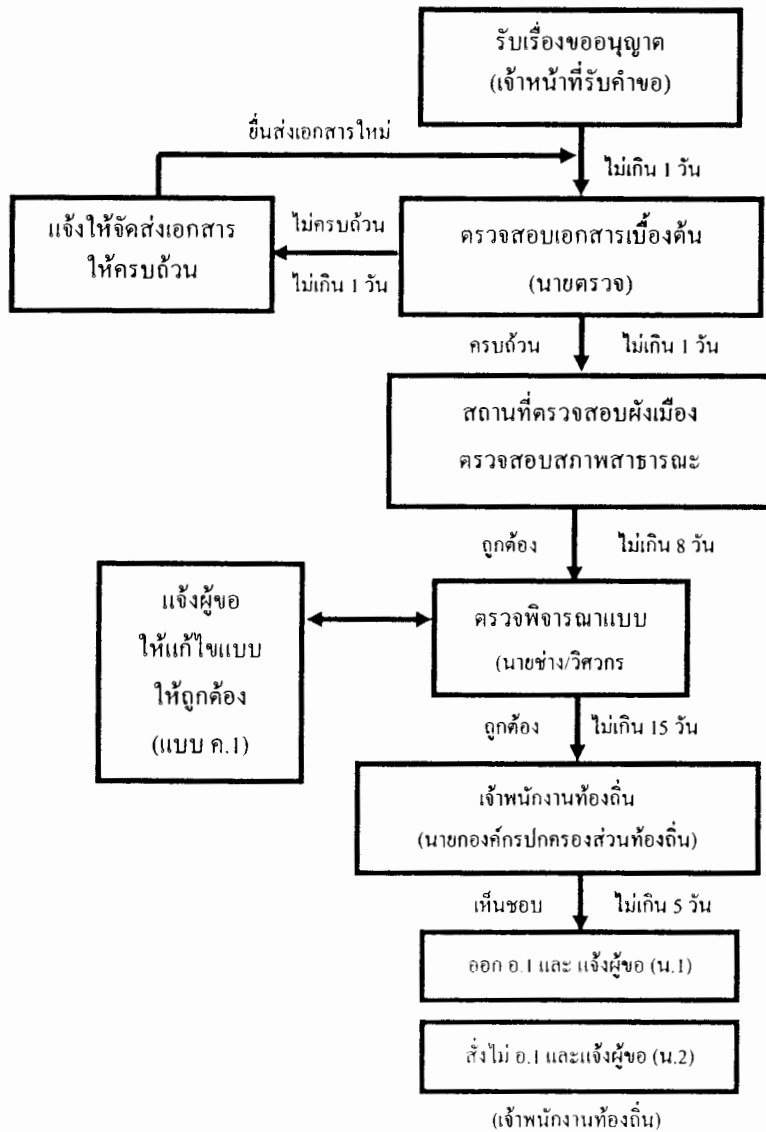 รับเรื่องขออนุญาต
(เจ้าหน้าที่รับคำขอ)
ยื่นส่งเอกสารใหม่
ไม่เกิน 1 วัน
แจ้งให้จัดส่งเอกสาร
ให้ครบถ้วน
ไม่ครบถ้วน
ไม่เกิน 1 วัน
ตรวจสอบเอกสารเบื้องต้น
(นายตรวจ)
ครบถ้วน
ไม่เกิน 1 วัน
สถานที่ตรวจสอบผังเมือง
ตรวจสอบสภาพสาธารณะ
ถูกต้อง
ไม่เกิน 8 วัน
แจ้งผู้ขอ
ให้แก้ไขแบบ
ให้ถูกต้อง
(แบบ ค.1)
ตรวจพิจารณาแบบ
(นายช่าง/วิศวกร
ถูกต้อง
ไม่เกิน 15 วัน
เจ้าพนักงานท้องถิ่น
(นายกองค์กรปกครองส่วนท้องถิ่น)
เห็นชอบ
ไม่เกิน 5 วัน
ออก อ.1 และ แจ้งผู้ขอ (น.1)
สั่งไม่ อ.1 และแจ้งผู้ขอ (น.2)
(เจ้าพนักงานท้องถิ่น)